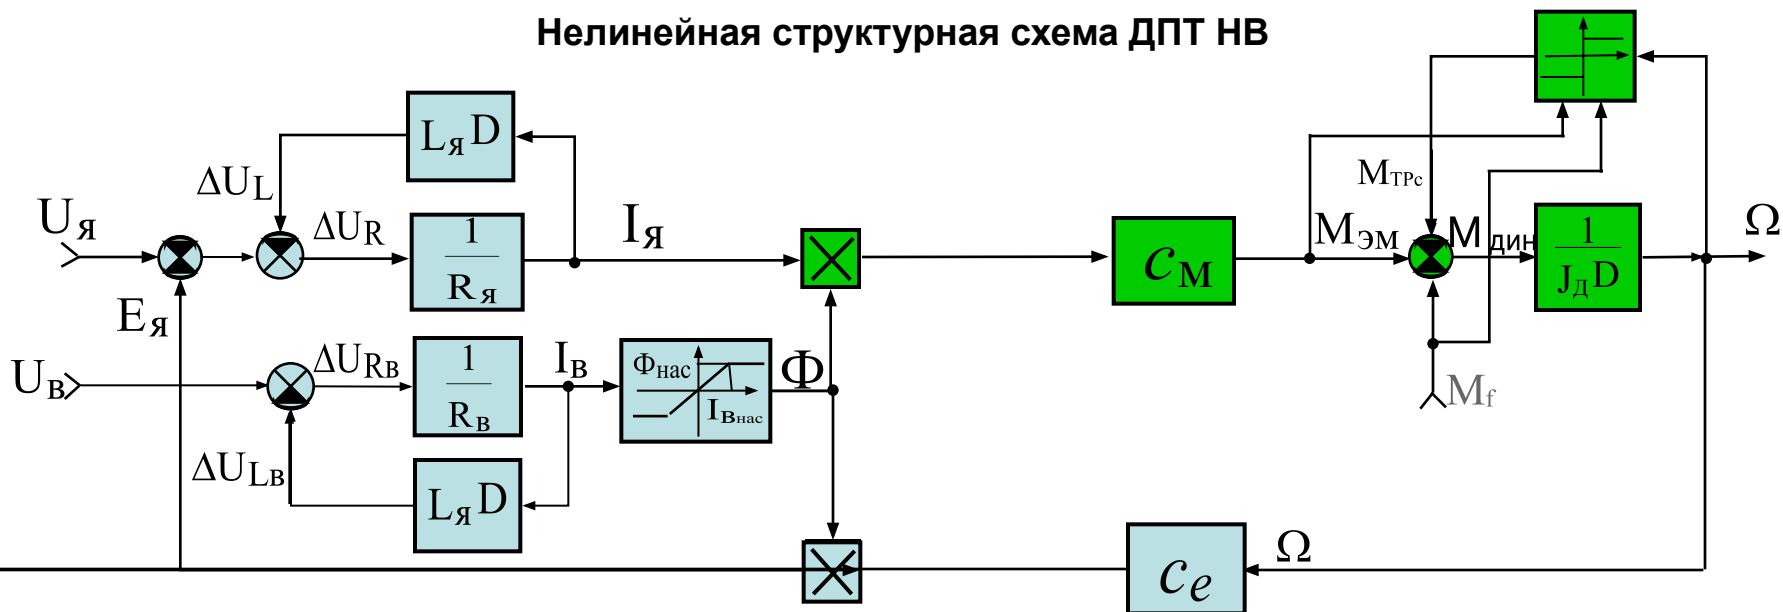 Нелинейная структурная схема ДПТ НВ
LяD
ΔUL
MТРс
Uя
ΔUR
1
Rя
Iя
cм
Mэм
Mдин
1
JдD
Ω
Eя
Uв
ΔURв
1
Rв
Iв
Φнас
Iвнас
Φ
Mf
ΔULв
LяD
ce
Ω